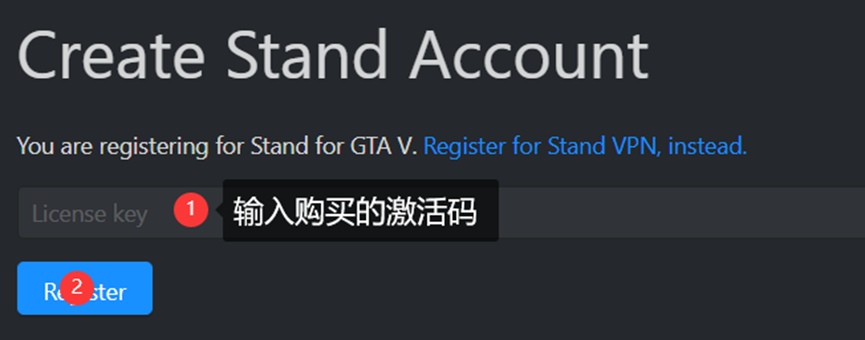 Create Stand Account
You are registering for Stand for GTA V. Register for Stand VPN, instead.
License key 1 输入购买的激活码
Register 2